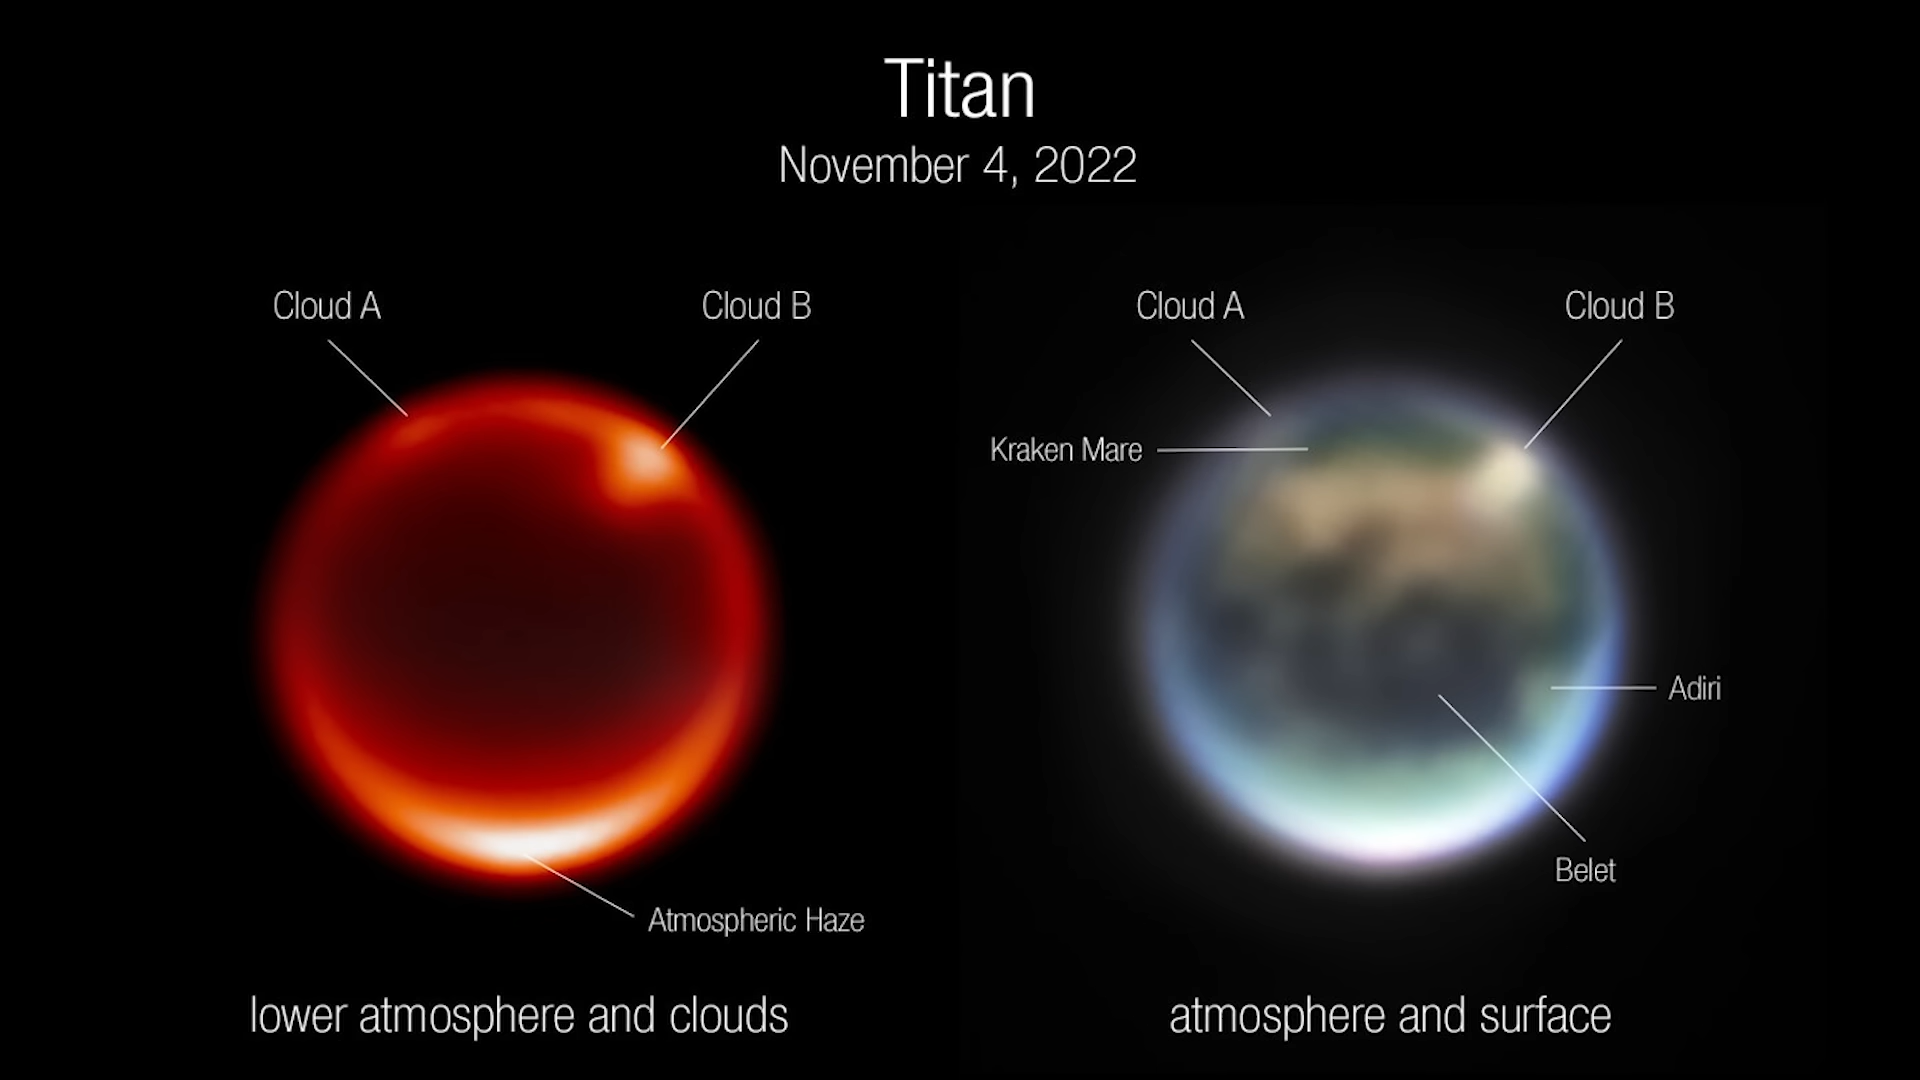 Titan
November 4, 2022
Cloud A
Cloud B
Cloud A
Cloud B
Kraken Mare
Adiri
Belet
Atmospheric Haze
lower atmosphere and clouds
atmosphere and surface